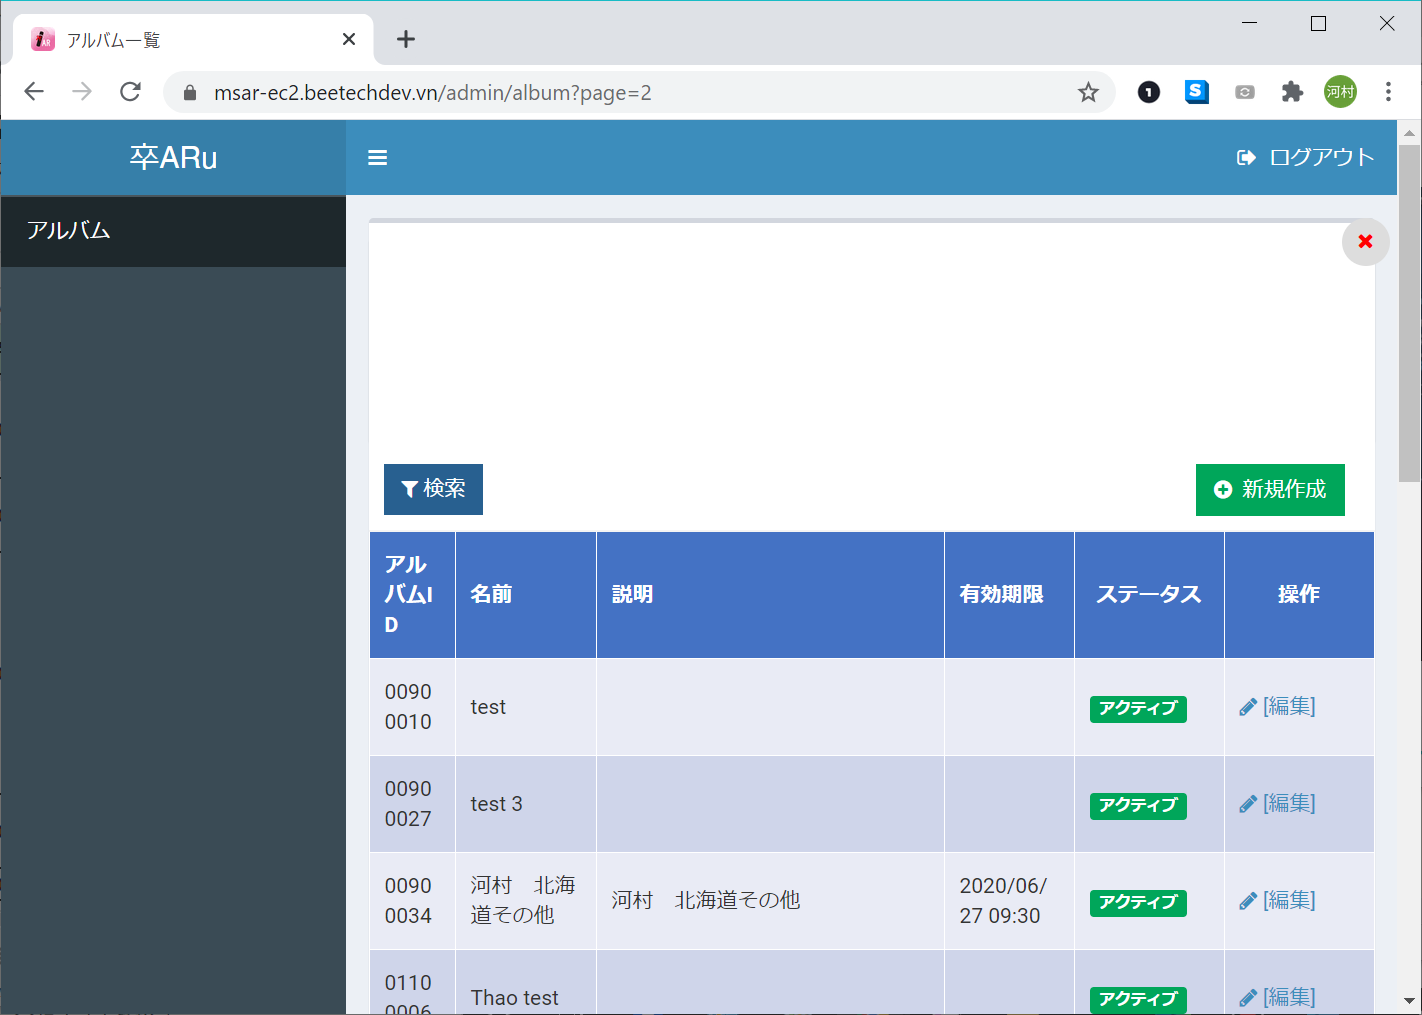 アルバム一覧
msar-ec2.beetechdev.vn/admin/album?page=2
河村
卒ARu
ログアウト
アルバム
検索
新規作成
アル
バムI
D
名前
説明
有効期限
ステータス
操作
0090
0010
test
アクティブ
[編集]
0090
0027
test 3
アクティブ
[編集]
0090
0034
河村　北海
道その他
河村　北海道その他
2020/06/
27 09:30
アクティブ
[編集]
0110
0006
Thao test
アクティブ
[編集]